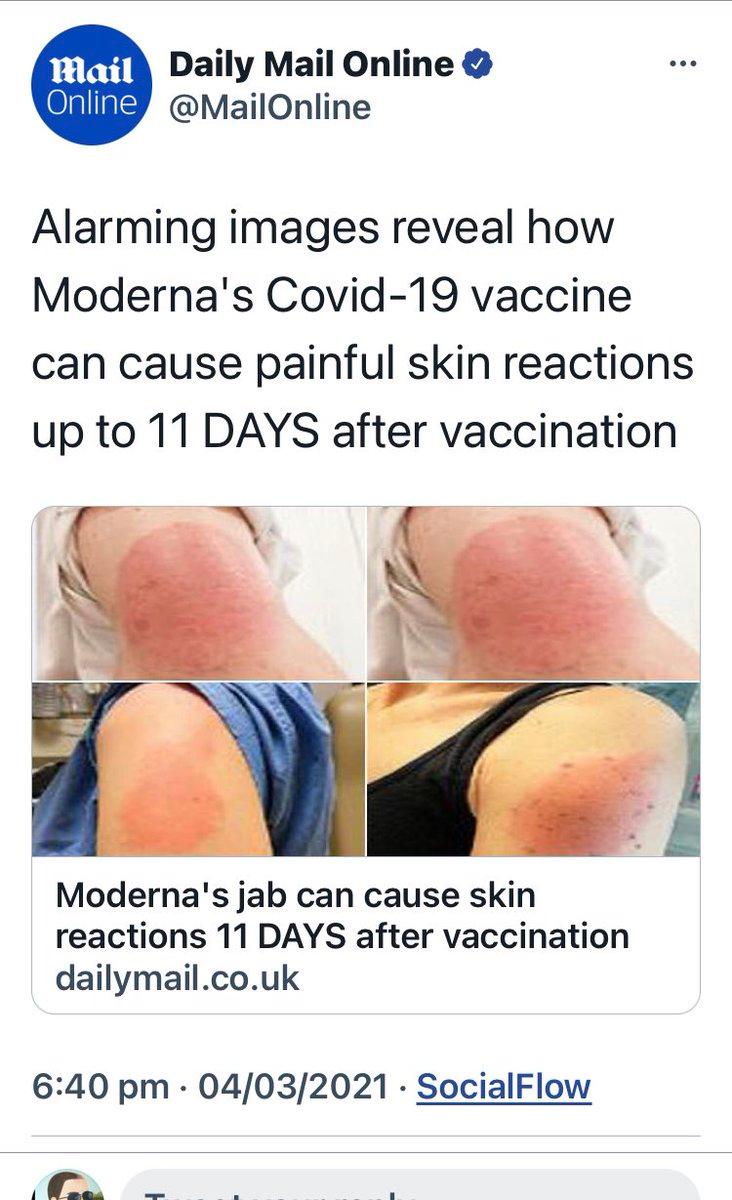 Mail
Online
Daily Mail Online
@MailOnline
Alarming images reveal how
Moderna's Covid-19 vaccine
can cause painful skin reactions
up to 11 DAYS after vaccination
Moderna's jab can cause skin
reactions 11 DAYS after vaccination
dailymail.co.uk
6:40 pm · 04/03/2021 · SocialFlow